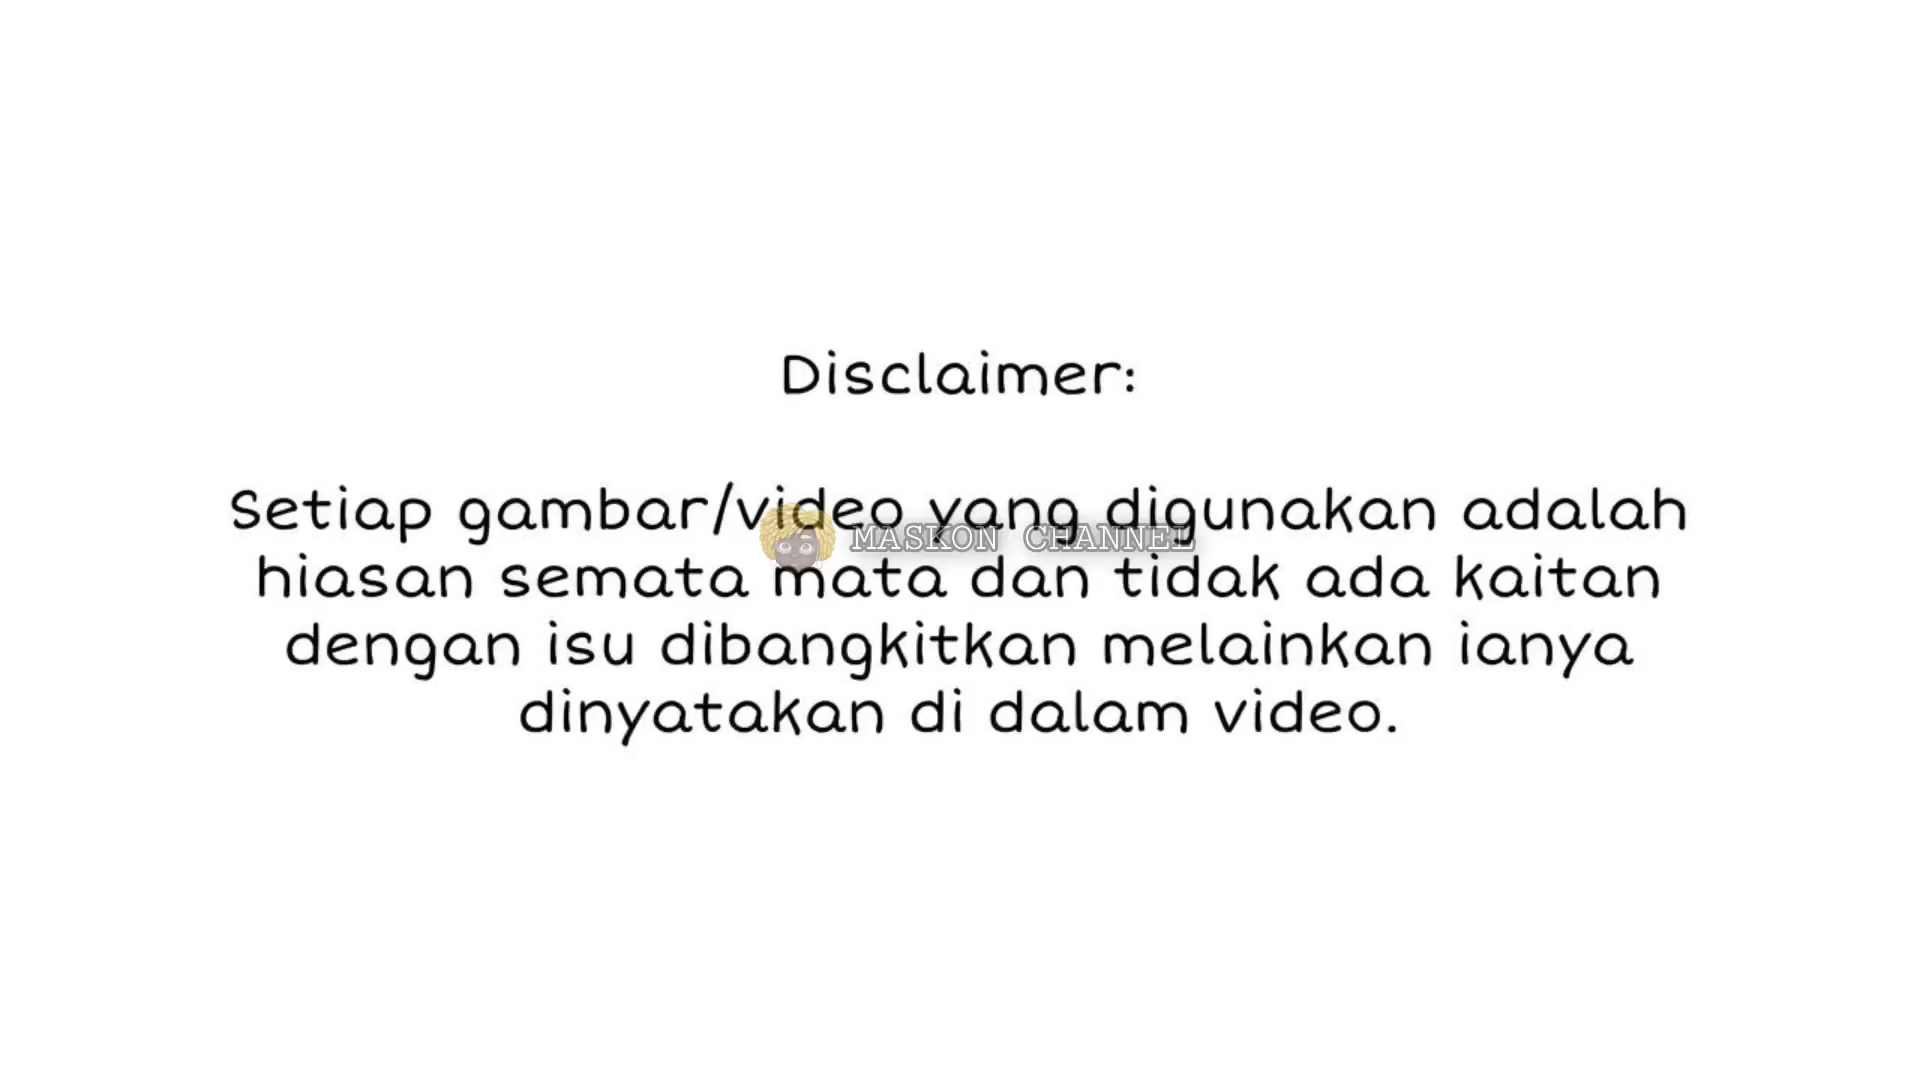 Disclaimer:
Setiap gambar/video yang digunakan adalah
MASKON CHANNEL
hiasan semata mata dan tidak ada kaitan
dengan isu dibangkitkan melainkan ianya
dinyatakan di dalam video.